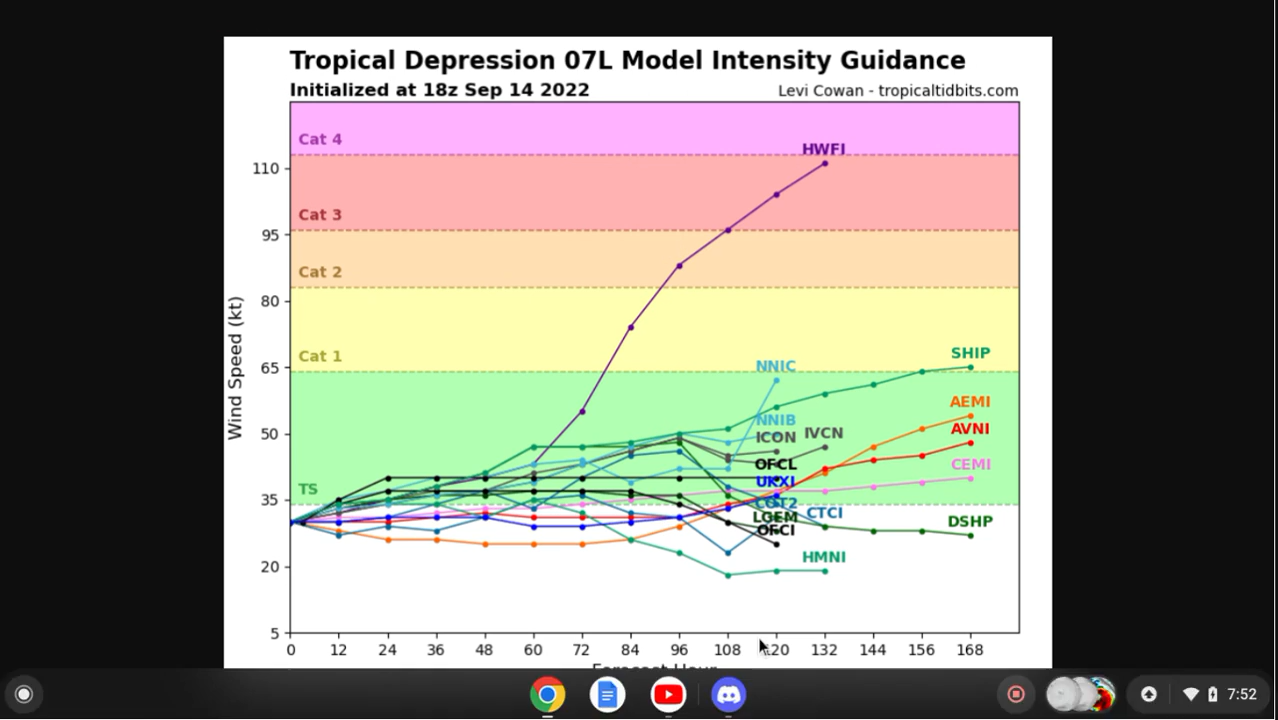 Tropical Depression 07L Model Intensity Guidance
Initialized at 18z Sep 14 2022
Levi Cowan - tropicaltidbits.com
Cat 4
HWFI
110
Cat 3
95
Cat 2
80
Wind Speed (kt)
Cat 1
65
NNIC
SHIP
AEMI
NNIB
AVNI
50
ICON
IVCN
OFCL
CEMI
UKXI
TS
35
CGT2
CTCI
LGEM
DSHP
OFCI
HMNI
20
5
0 12 24 36 48 60 72 84 96 108 120 132 144 156 168
Forecast Hour
7:52